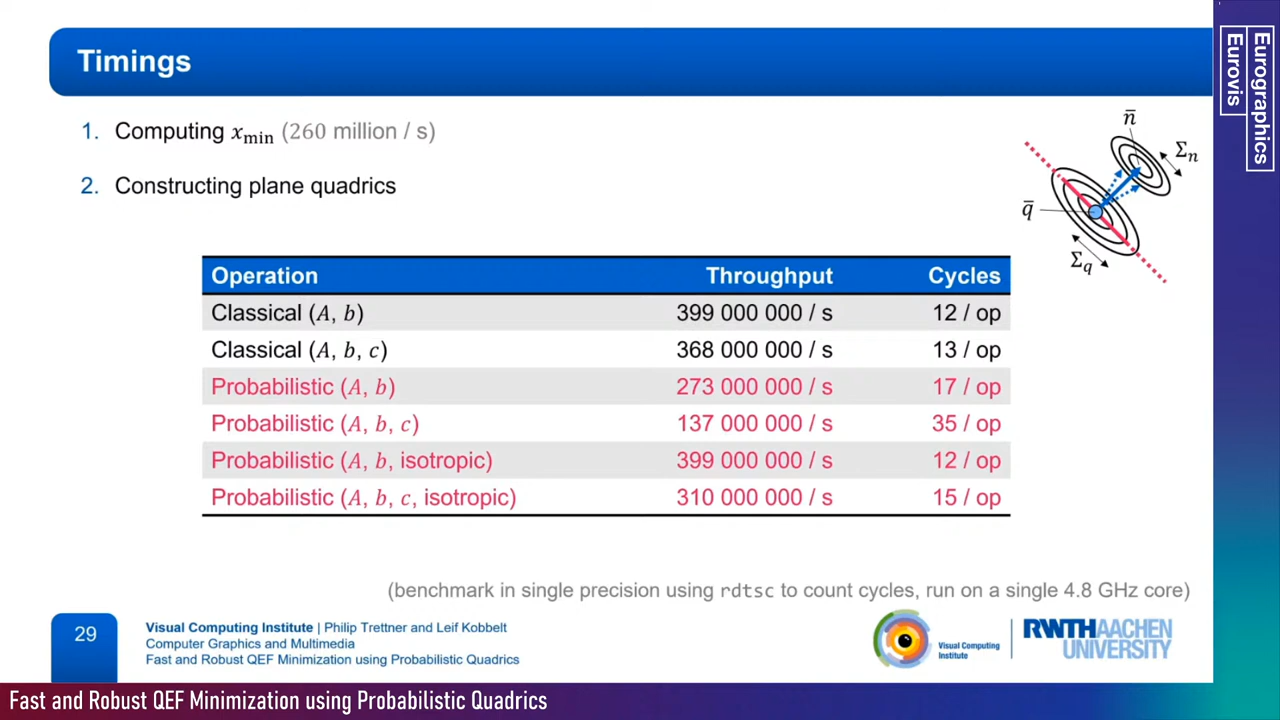 Timings
1. Computing x_min (260 million / s)
2. Constructing plane quadrics
n̄
Σ_n
q̄
Σ_q
Operation Throughput Cycles
Classical (A, b) 399 000 000 / s 12 / op
Classical (A, b, c) 368 000 000 / s 13 / op
Probabilistic (A, b) 273 000 000 / s 17 / op
Probabilistic (A, b, c) 137 000 000 / s 35 / op
Probabilistic (A, b, isotropic) 399 000 000 / s 12 / op
Probabilistic (A, b, c, isotropic) 310 000 000 / s 15 / op
(benchmark in single precision using rdtsc to count cycles, run on a single 4.8 GHz core)
29
Visual Computing Institute | Philip Trettner and Leif Kobbelt
Computer Graphics and Multimedia
Fast and Robust QEF Minimization using Probabilistic Quadrics
Visual Computing
Institute
RWTH AACHEN
UNIVERSITY
Eurographics
Eurovis
Fast and Robust QEF Minimization using Probabilistic Quadrics